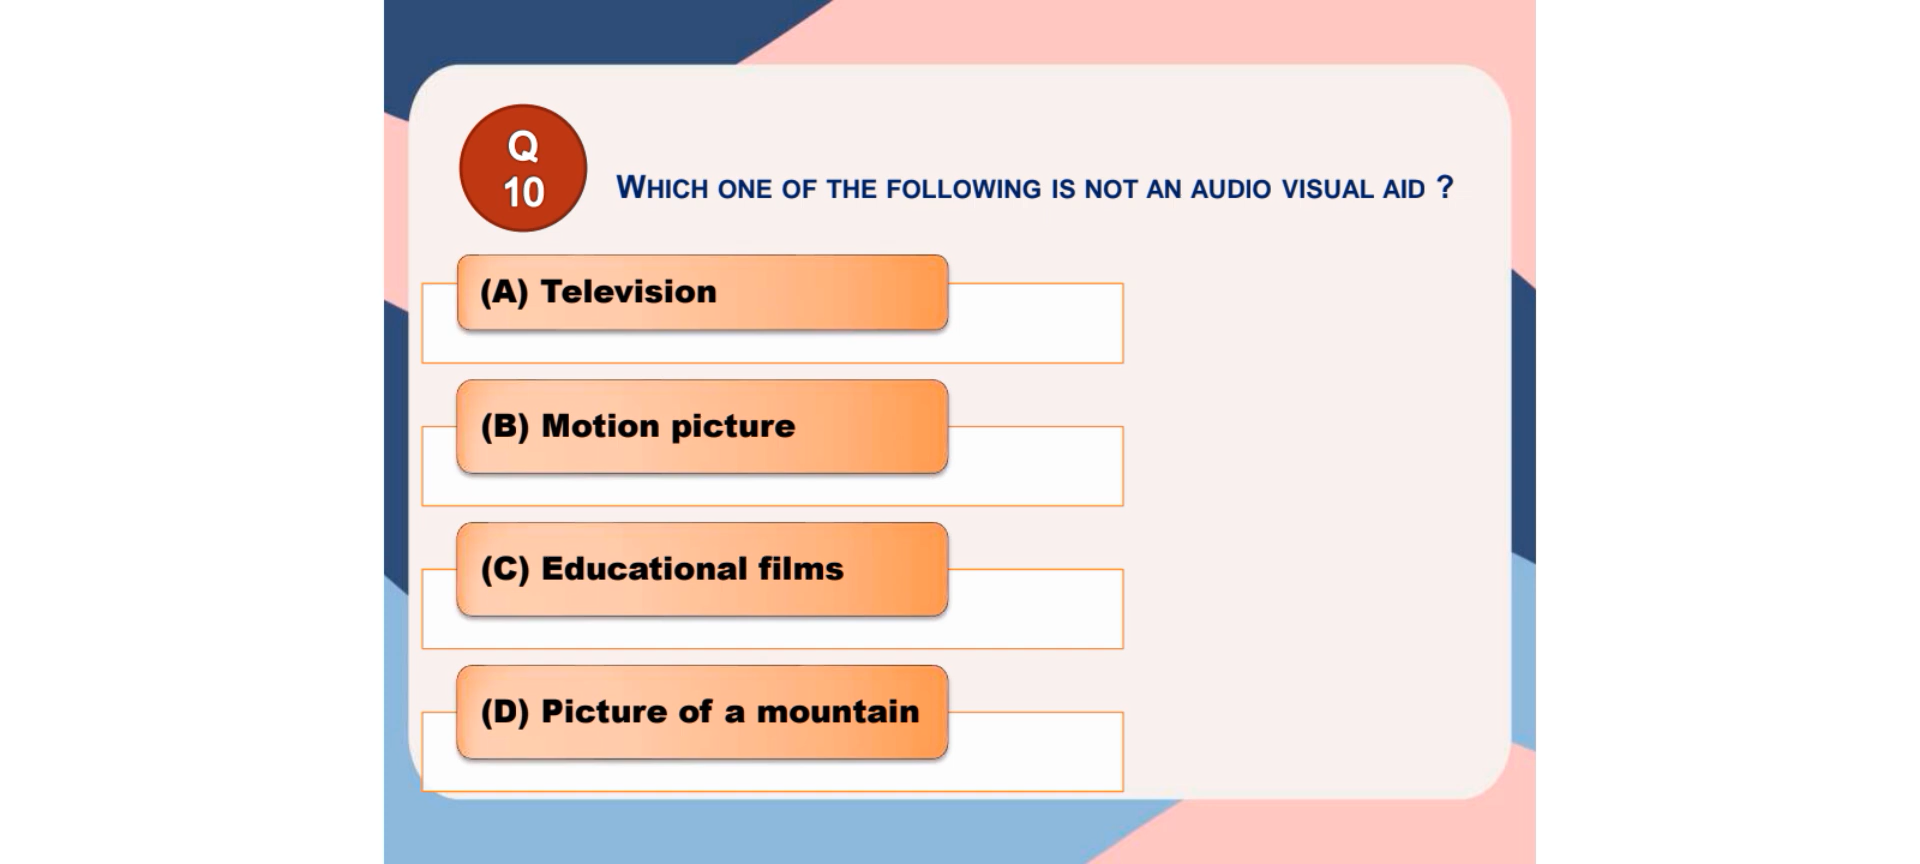 Q
10
WHICH ONE OF THE FOLLOWING IS NOT AN AUDIO VISUAL AID ?
(A) Television
(B) Motion picture
(C) Educational films
(D) Picture of a mountain